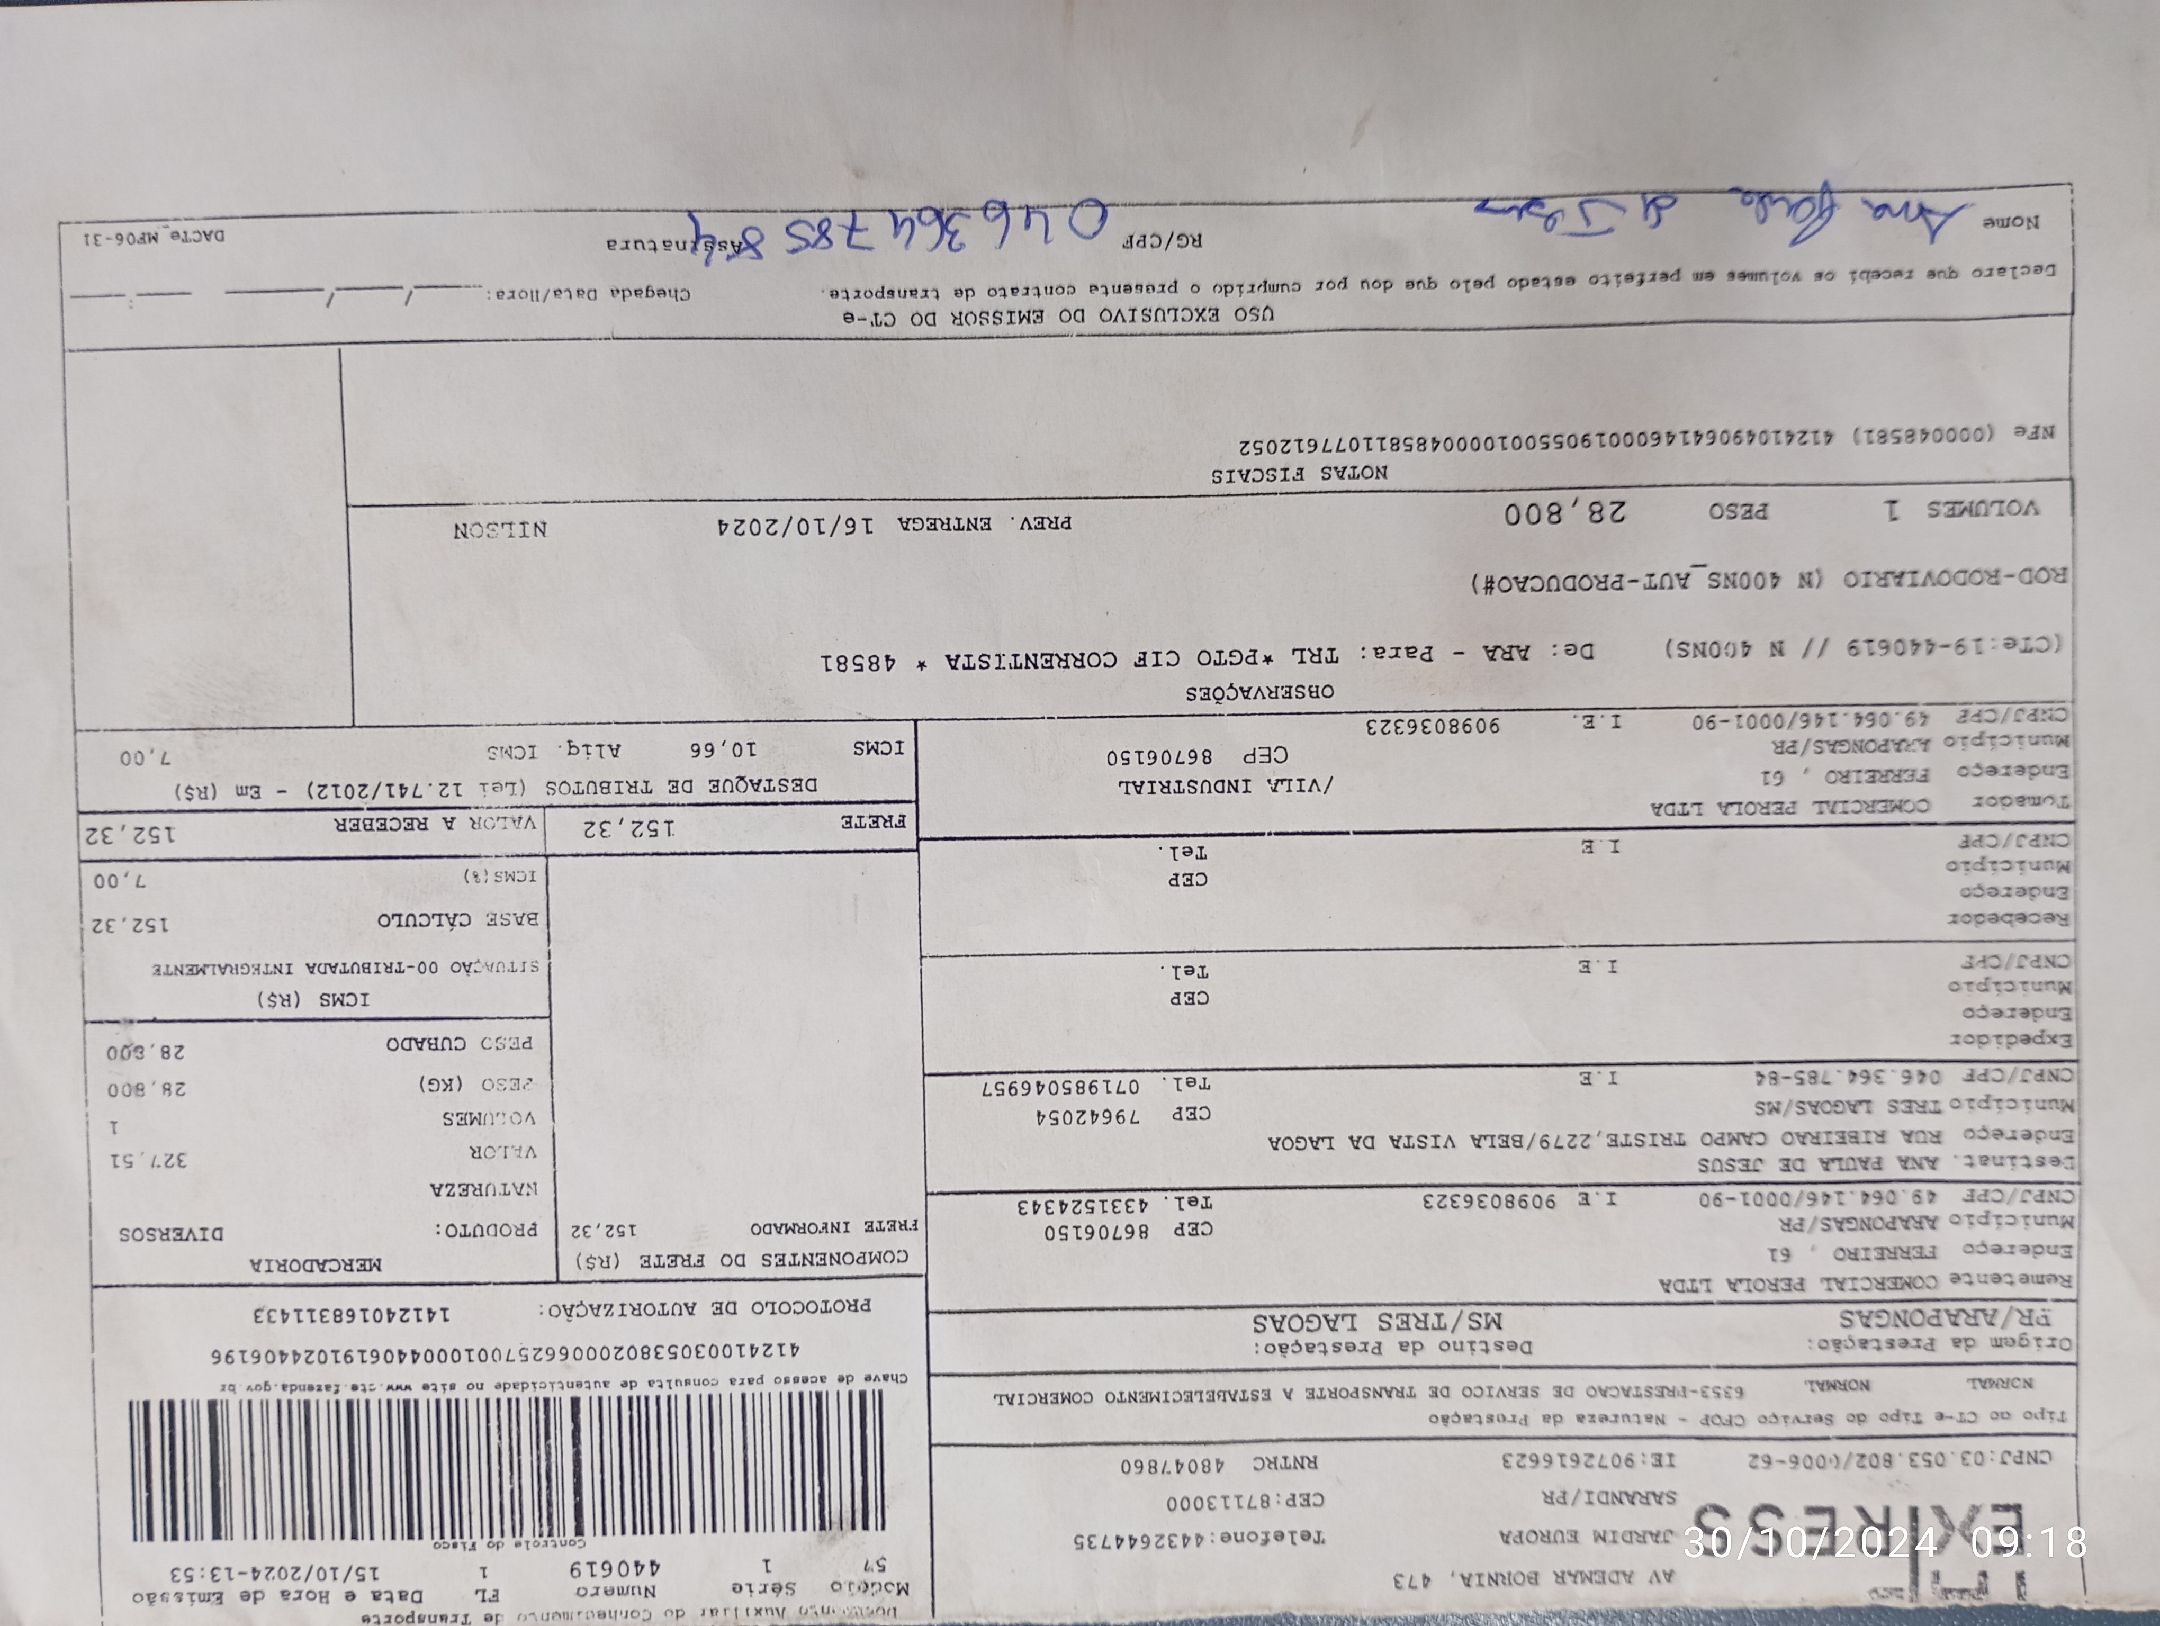 Documento Auxiliar do Conhecimento de Transporte
Modelo Série Numero FL Data e Hora de Emissão
57 1 440619 1 15/10/2024-13:53
Controle do Fisco
Chave de acesso para consulta de autenticidade no site www.cte.fazenda.gov.br
41241003053802000662570010000440619102440619​6
PROTOCOLO DE AUTORIZAÇÃO: 141240168311433
EXPRESS
AV ADEMAR BORNIA, 473
JARDIM EUROPA Telefone:4432644735
SARANDI/PR CEP:87113000
CNPJ:03.053.802/0006-62 IE:9072616623 RNTRC 48047860
Tipo do CT-e Tipo do Serviço CFOP - Natureza da Prestação
NORMAL NORMAL 6353-PRESTACAO DE SERVICO DE TRANSPORTE A ESTABELECIMENTO COMERCIAL
Origem da Prestação: Destino da Prestação:
PR/ARAPONGAS MS/TRES LAGOAS
Remetente COMERCIAL PEROLA LTDA
Endereço FERREIRO , 61
Município ARAPONGAS/PR CEP 86706150
CNPJ/CPF 49.064.146/0001-90 I.E 9098036323 Tel. 4331524343
Destinat. ANA PAULA DE JESUS
Endereço RUA RIBEIRAO CAMPO TRISTE,2279/BELA VISTA DA LAGOA
Município TRES LAGOAS/MS CEP 79642054
CNPJ/CPF 046.364.785-84 I.E Tel. 071985046957
Expedidor
Endereço
Município CEP
CNPJ/CPF I.E Tel.
Recebedor
Endereço
Município CEP
CNPJ/CPF I.E Tel.
Tomador COMERCIAL PEROLA LTDA
Endereço FERREIRO , 61 /VILA INDUSTRIAL
Município ARAPONGAS/PR CEP 86706150
CNPJ/CPF 49.064.146/0001-90 I.E. 9098036323
COMPONENTES DO FRETE (R$)
FRETE INFORMADO 152,32
MERCADORIA
PRODUTO: DIVERSOS
NATUREZA
VALOR 327,51
VOLUMES 1
PESO (KG) 28,800
PESO CUBADO 28,800
ICMS (R$)
SITUAÇÃO 00-TRIBUTADA INTEGRALMENTE
BASE CÁLCULO 152,32
ICMS(%) 7,00
FRETE 152,32 VALOR A RECEBER 152,32
DESTAQUE DE TRIBUTOS (Lei 12.741/2012) - Em (R$)
ICMS 10,66 Aliq. ICMS 7,00
OBSERVAÇÕES
(CTe:19-440619 // N 400NS) De: ARA - Para: TRL *PGTO CIF CORRENTISTA * 48581
ROD-RODOVIARIO (N 400NS_AUT-PRODUCAO#)
VOLUMES 1 PESO 28,800 PREV. ENTREGA 16/10/2024 NILSON
NOTAS FISCAIS
NFe (000048581) 41241049064146000190550010000485811077612052
USO EXCLUSIVO DO EMISSOR DO CT-e
Declaro que recebi os volumes em perfeito estado pelo que dou por cumprido o presente contrato de transporte. Chegada Data/Hora: ___/___/___ __:__
Nome Ana Paula de Jesus RG/CPF 046364785 84 Assinatura
DACTe_MP06-31
30/10/2024 09:18